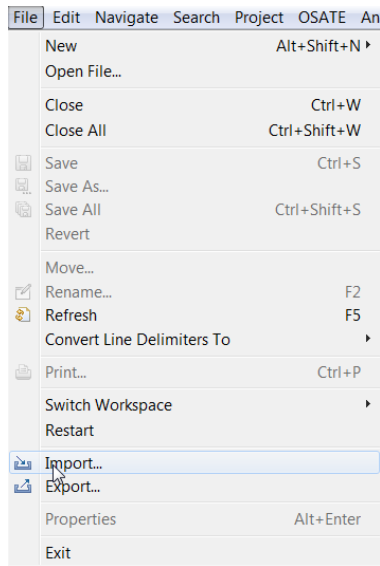 File Edit Navigate Search Project OSATE An
New Alt+Shift+N
Open File...
Close Ctrl+W
Close All Ctrl+Shift+W
Save Ctrl+S
Save As...
Save All Ctrl+Shift+S
Revert
Move...
Rename... F2
Refresh F5
Convert Line Delimiters To
Print... Ctrl+P
Switch Workspace
Restart
Import...
Export...
Properties Alt+Enter
Exit